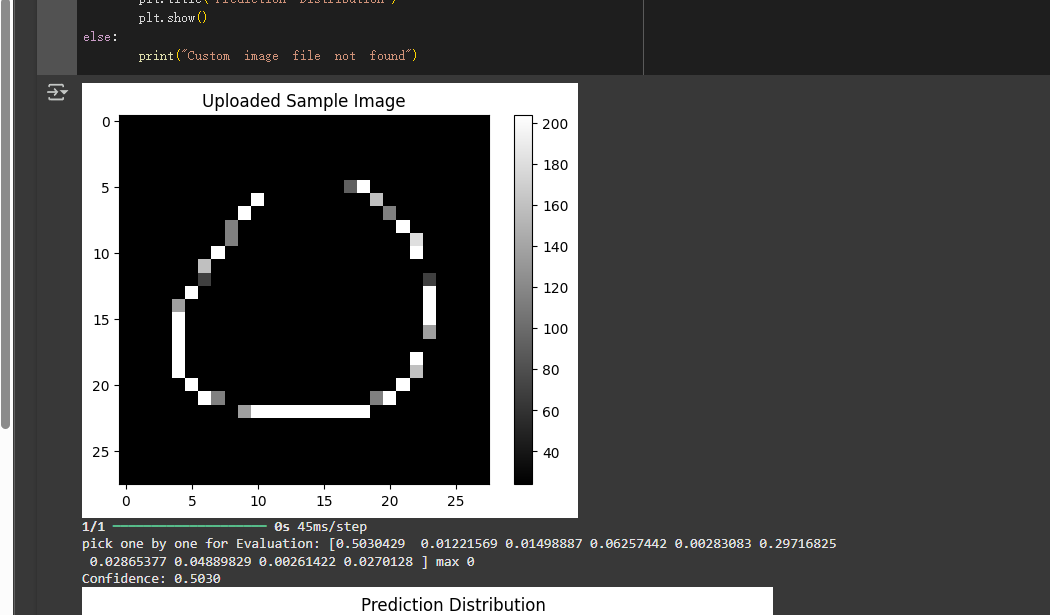 plt.title("Prediction Distribution")
plt.show()
else:
print("Custom image file not found")
Uploaded Sample Image
0
5
10
15
20
25
0 5 10 15 20 25
200
180
160
140
120
100
80
60
40
1/1 ━━━━━━━━━━━━━━━━━━━━ 0s 45ms/step
pick one by one for Evaluation: [0.5030429 0.01221569 0.01498887 0.06257442 0.00283083 0.29716825
0.02865377 0.04889829 0.00261422 0.0270128 ] max 0
Confidence: 0.5030
Prediction Distribution